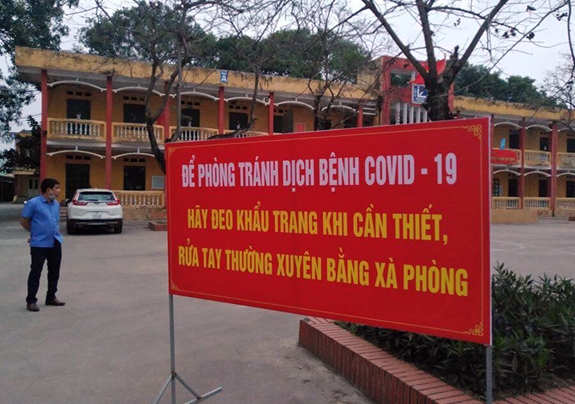 ĐỂ PHÒNG TRÁNH DỊCH BỆNH COVID - 19
HÃY ĐEO KHẨU TRANG KHI CẦN THIẾT,
RỬA TAY THƯỜNG XUYÊN BẰNG XÀ PHÒNG